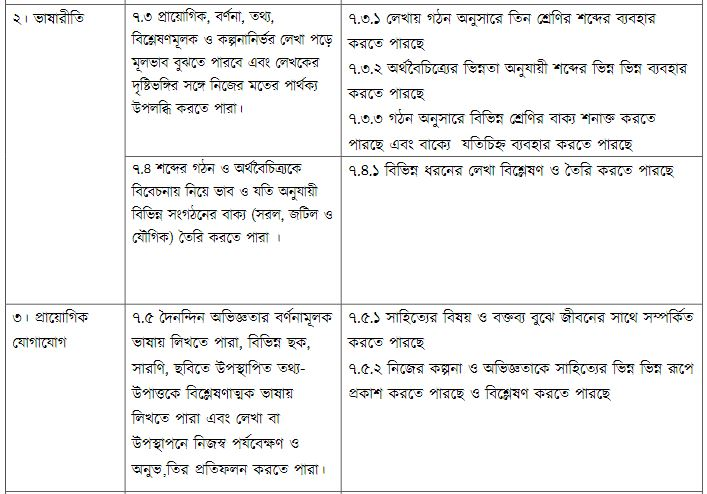 ২। ভাষারীতি
৭.৩ প্রায়োগিক, বর্ণনা, তথ্য,
বিশ্লেষণমূলক ও কল্পনানির্ভর লেখা পড়ে
মূলভাব বুঝতে পারবে এবং লেখকের
দৃষ্টিভঙ্গির সঙ্গে নিজের মতের পার্থক্য
উপলব্ধি করতে পারা।
৭.৩.১ লেখায় গঠন অনুসারে তিন শ্রেণির শব্দের ব্যবহার
করতে পারছে
৭.৩.২ অর্থবৈচিত্র্যের ভিন্নতা অনুযায়ী শব্দের ভিন্ন ভিন্ন ব্যবহার
করতে পারছে
৭.৩.৩ গঠন অনুসারে বিভিন্ন শ্রেণির বাক্য শনাক্ত করতে
পারছে এবং বাক্যে যতিচিহ্ন ব্যবহার করতে পারছে
৭.৪ শব্দের গঠন ও অর্থবৈচিত্র্যকে
বিবেচনায় নিয়ে ভাব ও যতি অনুযায়ী
বিভিন্ন সংগঠনের বাক্য (সরল, জটিল ও
যৌগিক) তৈরি করতে পারা ।
৭.৪.১ বিভিন্ন ধরনের লেখা বিশ্লেষণ ও তৈরি করতে পারছে
৩। প্রায়োগিক
যোগাযোগ
৭.৫ দৈনন্দিন অভিজ্ঞতার বর্ণনামূলক
ভাষায় লিখতে পারা, বিভিন্ন ছক,
সারণি, ছবিতে উপস্থাপিত তথ্য-
উপাত্তকে বিশ্লেষণাত্মক ভাষায়
লিখতে পারা এবং লেখা বা
উপস্থাপনে নিজস্ব পর্যবেক্ষণ ও
অনুভ‚তির প্রতিফলন করতে পারা।
৭.৫.১ সাহিত্যের বিষয় ও বক্তব্য বুঝে জীবনের সাথে সম্পর্কিত
করতে পারছে
৭.৫.২ নিজের কল্পনা ও অভিজ্ঞতাকে সাহিত্যের ভিন্ন ভিন্ন রূপে
প্রকাশ করতে পারছে ও বিশ্লেষণ করতে পারছে